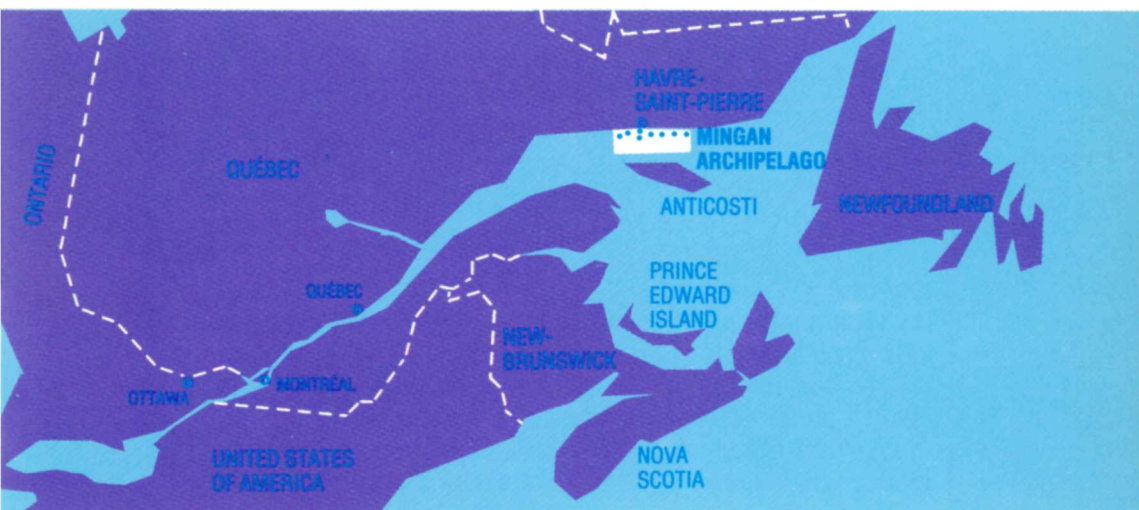 HAVRE-
SAINT-PIERRE
MINGAN
ARCHIPELAGO
ONTARIO
QUÉBEC
ANTICOSTI
NEWFOUNDLAND
PRINCE
EDWARD
ISLAND
QUÉBEC
NEW-
BRUNSWICK
OTTAWA
MONTRÉAL
UNITED STATES
OF AMERICA
NOVA
SCOTIA